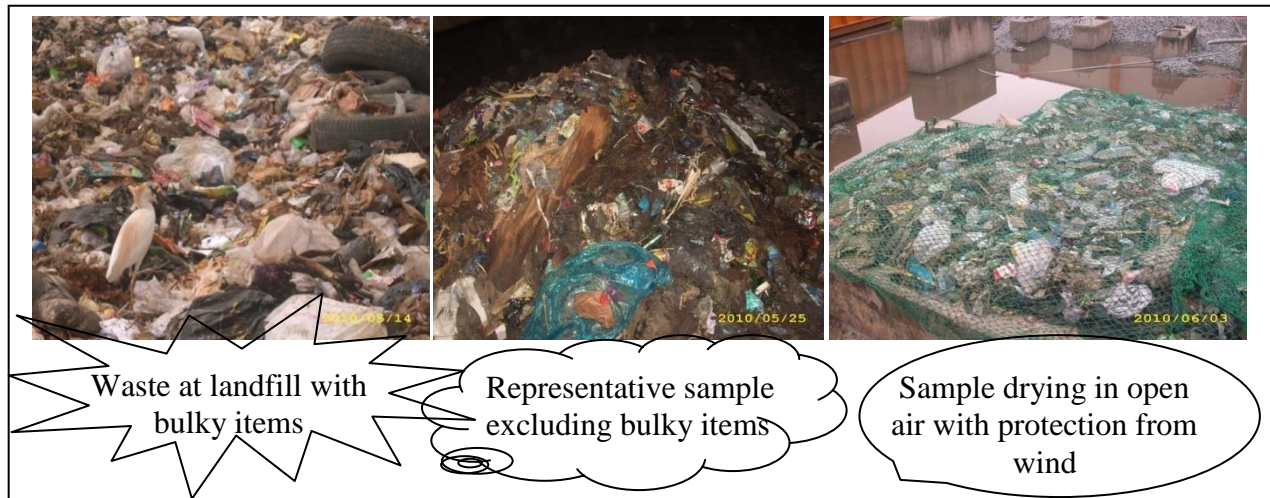 2010/05/14
2010/05/25
2010/06/03
Waste at landfill with
bulky items
Representative sample
excluding bulky items
Sample drying in open
air with protection from
wind